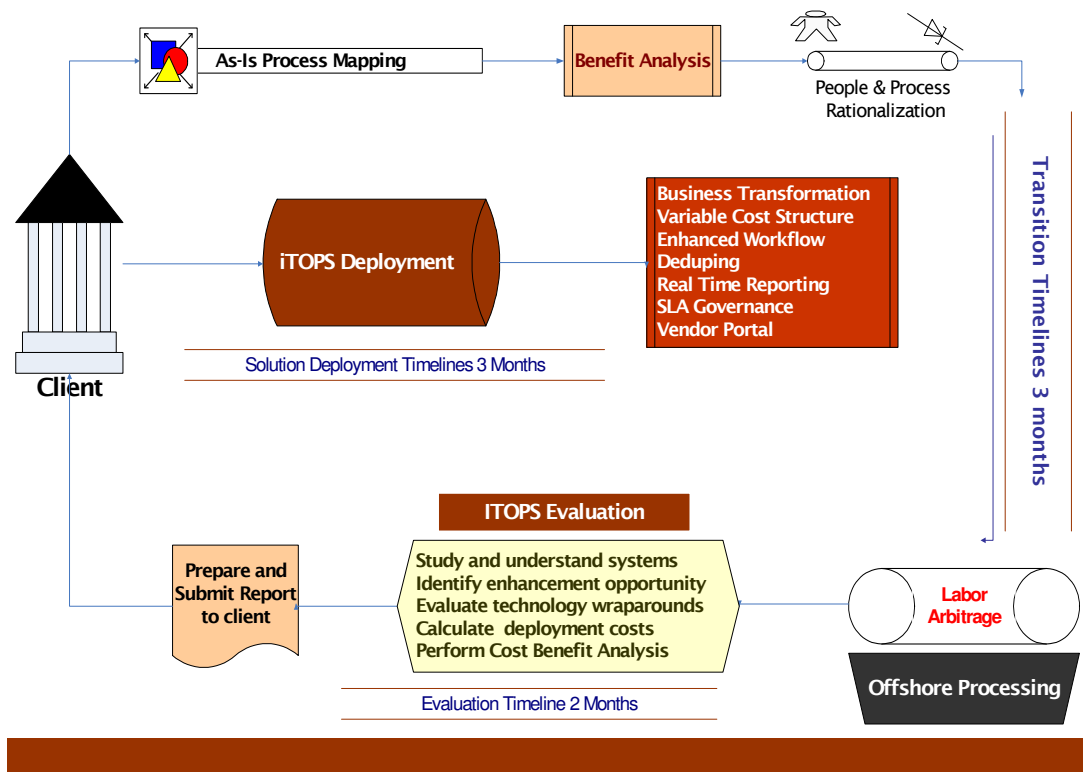 As-Is Process Mapping
Benefit Analysis
People & Process
Rationalization
Transition Timelines 3 months
Client
iTOPS Deployment
Business Transformation
Variable Cost Structure
Enhanced Workflow
Deduping
Real Time Reporting
SLA Governance
Vendor Portal
Solution Deployment Timelines 3 Months
ITOPS Evaluation
Prepare and
Submit Report
to client
Study and understand systems
Identify enhancement opportunity
Evaluate technology wraparounds
Calculate deployment costs
Perform Cost Benefit Analysis
Labor
Arbitrage
Offshore Processing
Evaluation Timeline 2 Months